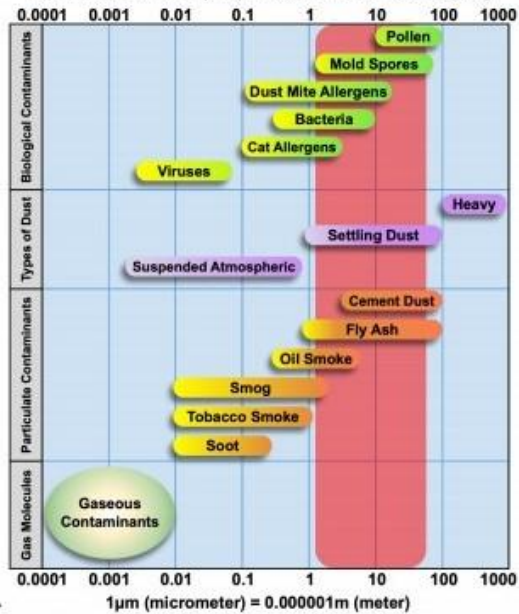 0.0001 0.001 0.01 0.1 1 10 100 1000
Biological Contaminants
Pollen
Mold Spores
Dust Mite Allergens
Bacteria
Cat Allergens
Viruses
Types of Dust
Heavy
Settling Dust
Suspended Atmospheric
Particulate Contaminants
Cement Dust
Fly Ash
Oil Smoke
Smog
Tobacco Smoke
Soot
Gas Molecules
Gaseous
Contaminants
0.0001 0.001 0.01 0.1 1 10 100 1000
1μm (micrometer) = 0.000001m (meter)